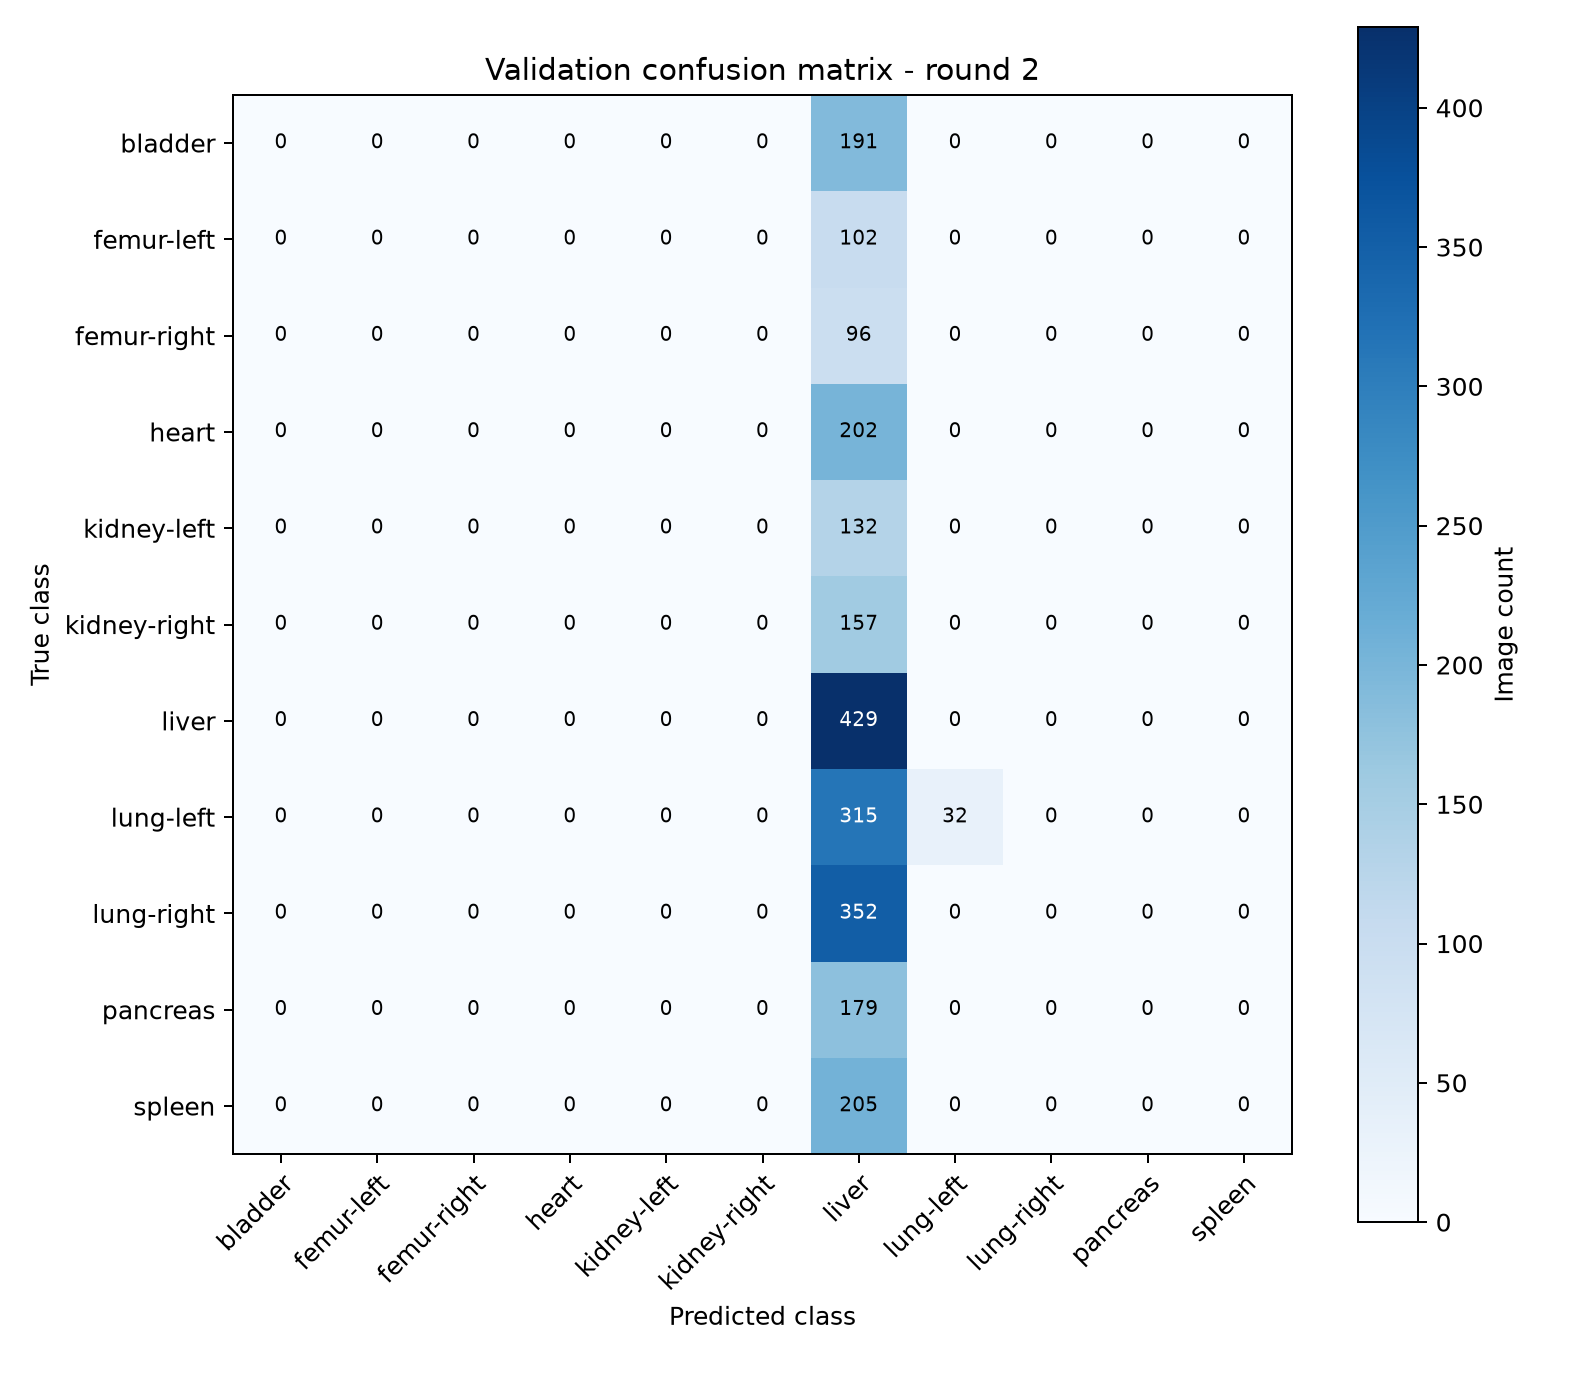 Validation confusion matrix - round 2
bladder 0 0 0 0 0 0 191 0 0 0 0
femur-left 0 0 0 0 0 0 102 0 0 0 0
femur-right 0 0 0 0 0 0 96 0 0 0 0
heart 0 0 0 0 0 0 202 0 0 0 0
kidney-left 0 0 0 0 0 0 132 0 0 0 0
kidney-right 0 0 0 0 0 0 157 0 0 0 0
liver 0 0 0 0 0 0 429 0 0 0 0
lung-left 0 0 0 0 0 0 315 32 0 0 0
lung-right 0 0 0 0 0 0 352 0 0 0 0
pancreas 0 0 0 0 0 0 179 0 0 0 0
spleen 0 0 0 0 0 0 205 0 0 0 0
True class
bladder femur-left femur-right heart kidney-left kidney-right liver lung-left lung-right pancreas spleen
Predicted class
400
350
300
250
200
150
100
50
0
Image count